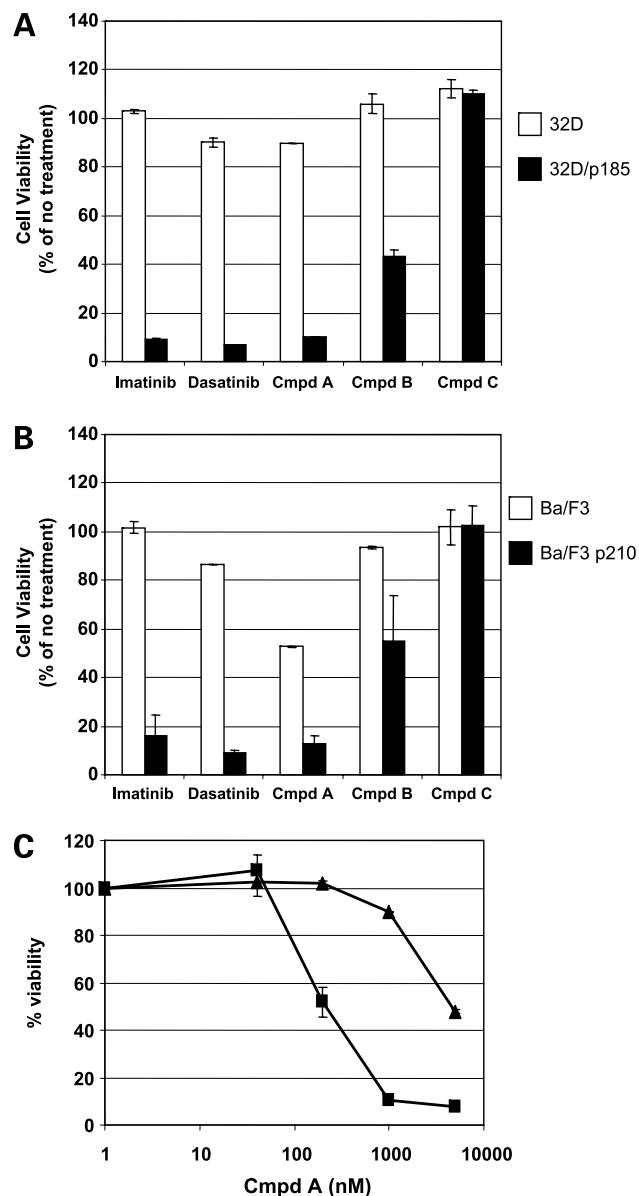 A
Cell Viability
(% of no treatment)
140
120
100
80
60
40
20
0
Imatinib Dasatinib Cmpd A Cmpd B Cmpd C
32D
32D/p185
B
Cell Viability
(% of no treatment)
140
120
100
80
60
40
20
0
Imatinib Dasatinib Cmpd A Cmpd B Cmpd C
Ba/F3
Ba/F3 p210
C
% viability
120
100
80
60
40
20
0
1 10 100 1000 10000
Cmpd A (nM)